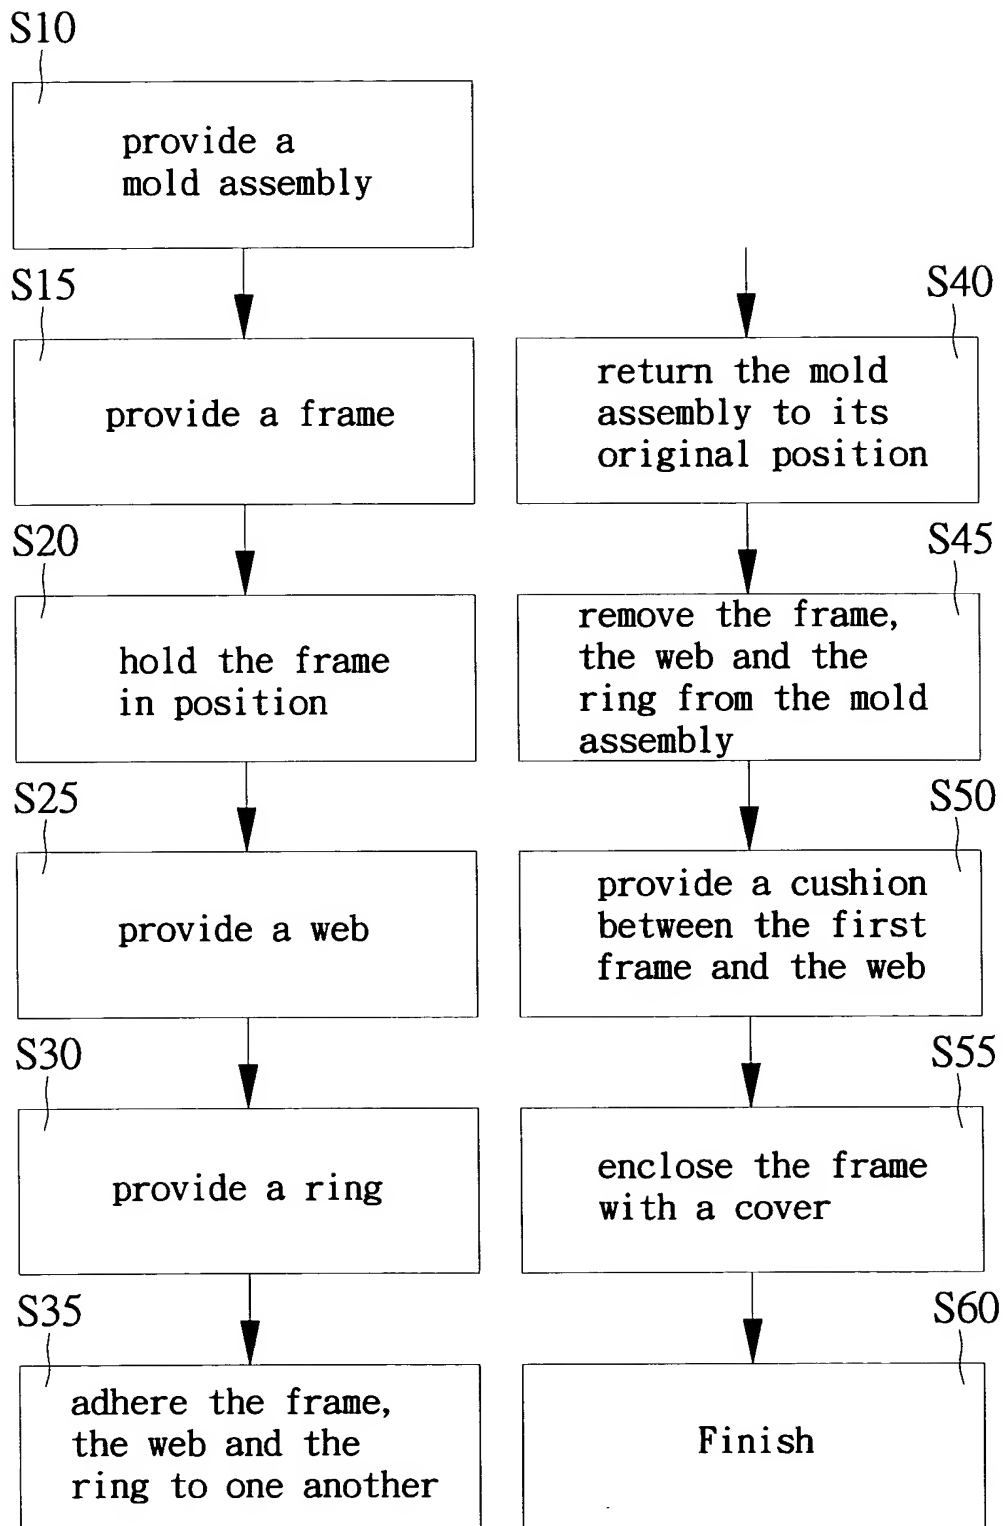 S10
provide a
mold assembly
S15
provide a frame
S20
hold the frame
in position
S25
provide a web
S30
provide a ring
S35
adhere the frame,
the web and the
ring to one another
S40
return the mold
assembly to its
original position
S45
remove the frame,
the web and the
ring from the mold
assembly
S50
provide a cushion
between the first
frame and the web
S55
enclose the frame
with a cover
S60
Finish